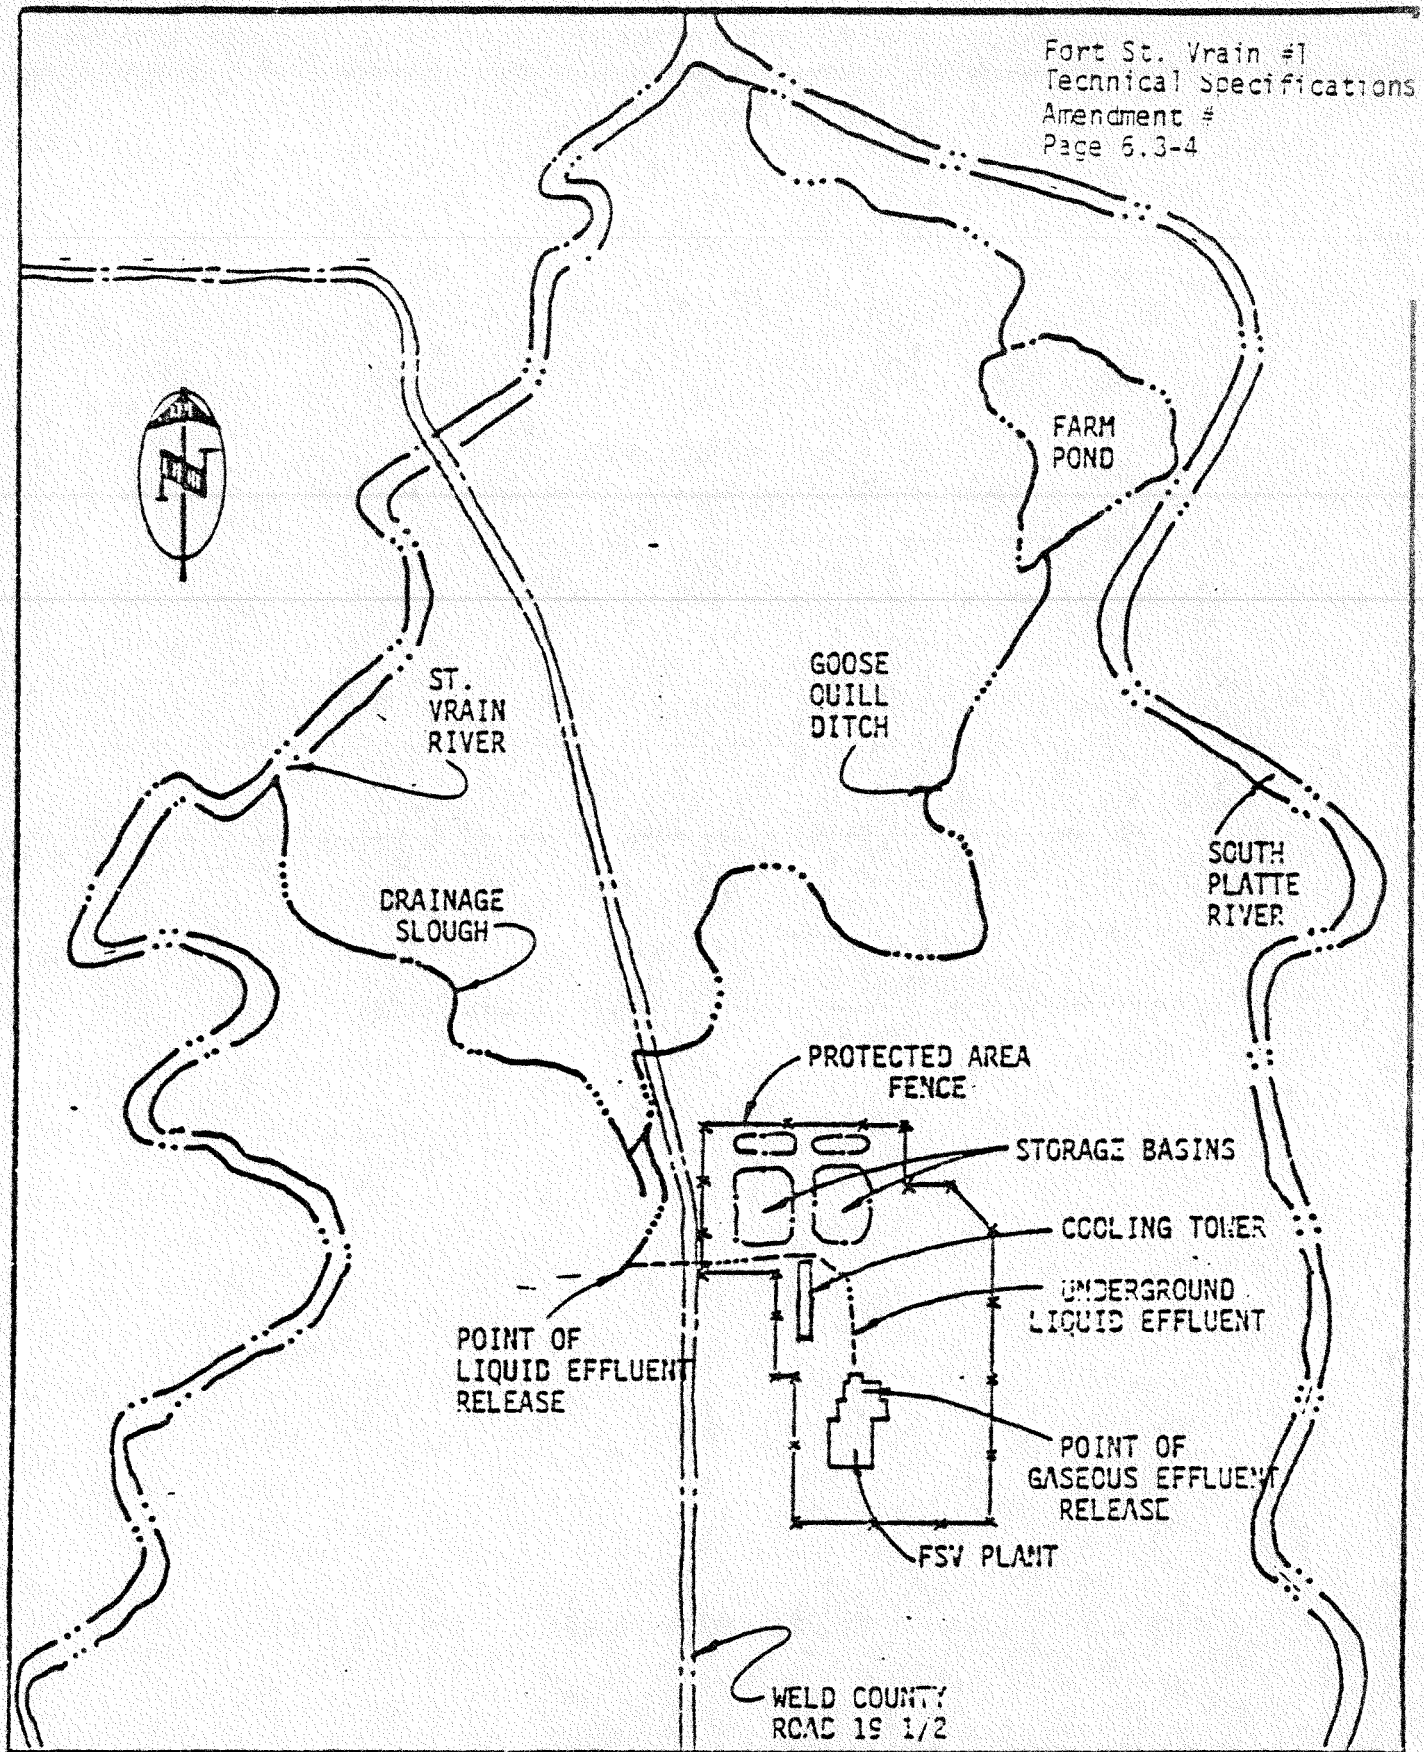 Fort St. Vrain #1
Technical Specifications
Amendment #
Page 6.3-4
FARM
POND
ST.
VRAIN
RIVER
GOOSE
QUILL
DITCH
SOUTH
PLATTE
RIVER
DRAINAGE
SLOUGH
PROTECTED AREA
FENCE
STORAGE BASINS
COOLING TOWER
UNDERGROUND
LIQUID EFFLUENT
POINT OF
LIQUID EFFLUENT
RELEASE
POINT OF
GASEOUS EFFLUENT
RELEASE
FSV PLANT
WELD COUNTY
ROAD 19 1/2